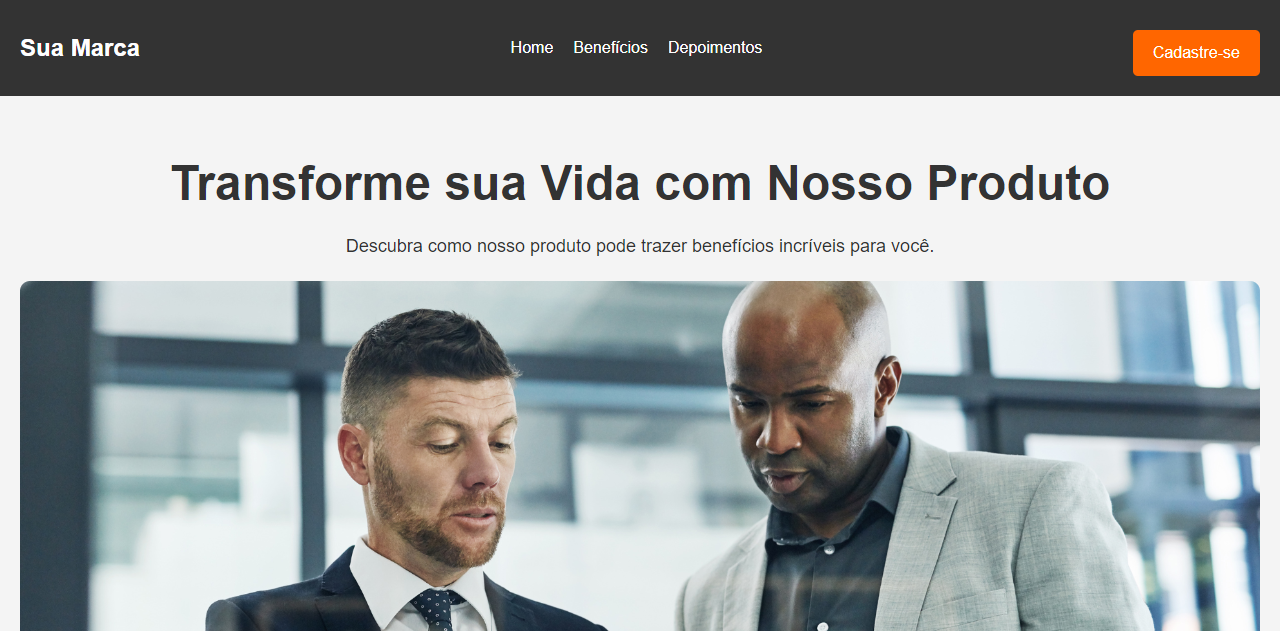 Sua Marca
Home Benefícios Depoimentos
Cadastre-se
Transforme sua Vida com Nosso Produto
Descubra como nosso produto pode trazer benefícios incríveis para você.